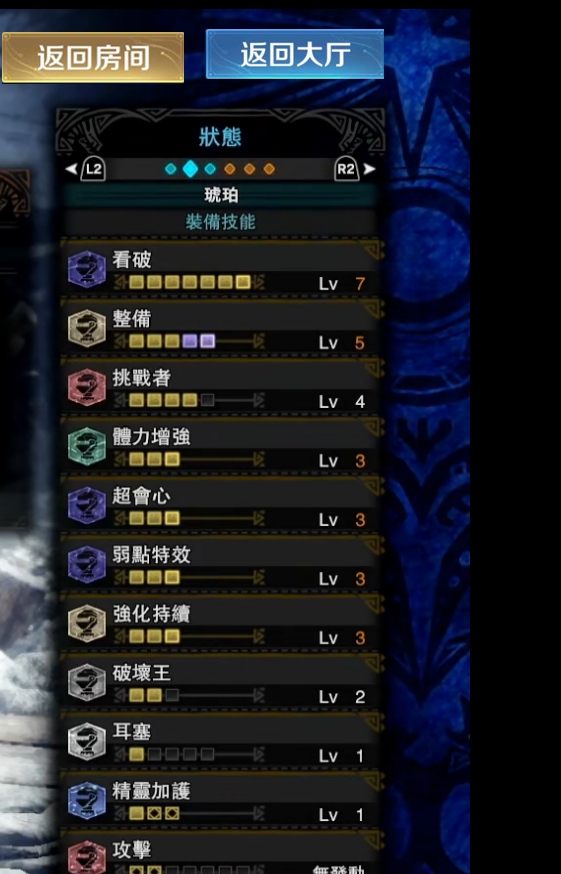 返回房间
返回大厅
狀態
L2
R2
琥珀
裝備技能
看破
Lv 7
整備
Lv 5
挑戰者
Lv 4
體力增強
Lv 3
超會心
Lv 3
弱點特效
Lv 3
強化持續
Lv 3
破壞王
Lv 2
耳塞
Lv 1
精靈加護
Lv 1
攻擊
無發動